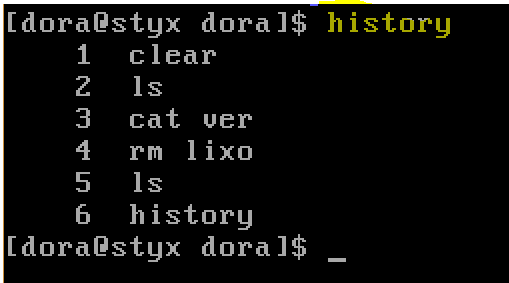 [dora@styx dora]$ history
1 clear
2 ls
3 cat ver
4 rm lixo
5 ls
6 history
[dora@styx dora]$ _